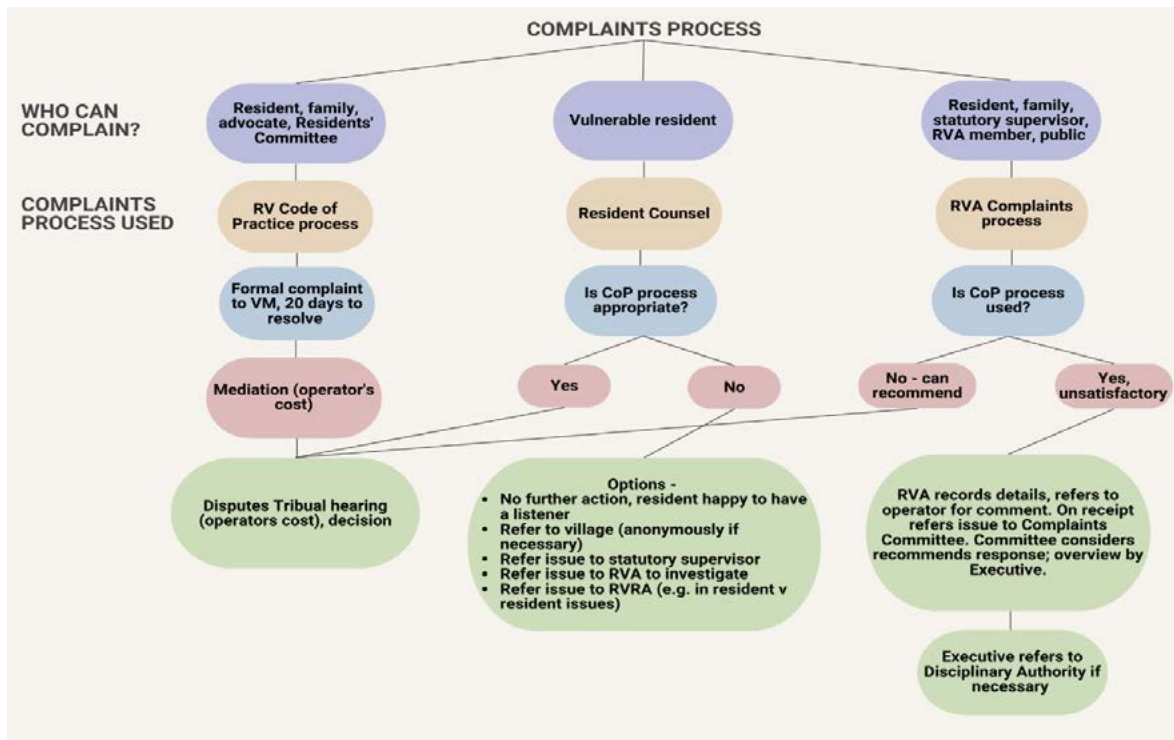 COMPLAINTS PROCESS
WHO CAN
COMPLAIN?
Resident, family,
advocate, Residents'
Committee
Vulnerable resident
Resident, family,
statutory supervisor,
RVA member, public
COMPLAINTS
PROCESS USED
RV Code of
Practice process
Resident Counsel
RVA Complaints
process
Formal complaint
to VM, 20 days to
resolve
Is CoP process
appropriate?
Is CoP process
used?
Mediation (operator's
cost)
Yes
No
No - can
recommend
Yes,
unsatisfactory
Disputes Tribual hearing
(operators cost), decision
Options -
• No further action, resident happy to have
a listener
• Refer to village (anonymously if
necessary)
• Refer issue to statutory supervisor
• Refer issue to RVA to investigate
• Refer issue to RVRA (e.g. in resident v
resident issues)
RVA records details, refers to
operator for comment. On receipt
refers issue to Complaints
Committee. Committee considers
recommends response; overview by
Executive.
Executive refers to
Disciplinary Authority if
necessary